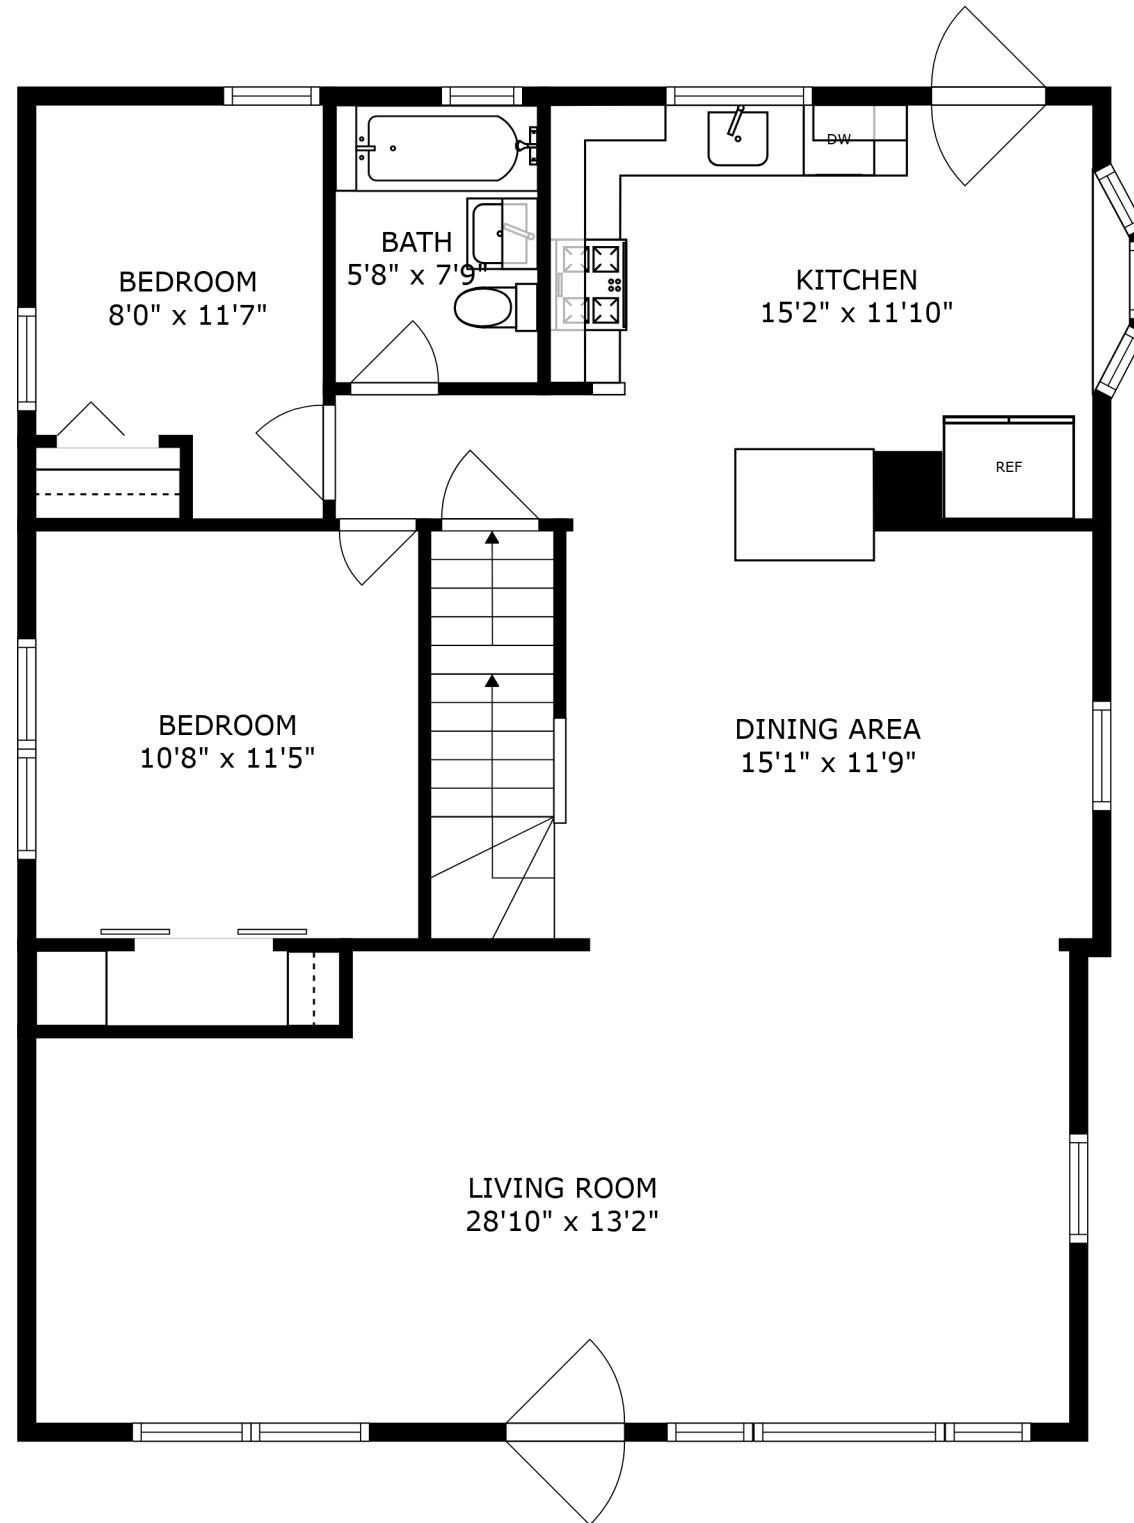 DW
BATH
5'8" x 7'9"
BEDROOM
8'0" x 11'7"
KITCHEN
15'2" x 11'10"
REF
BEDROOM
10'8" x 11'5"
DINING AREA
15'1" x 11'9"
LIVING ROOM
28'10" x 13'2"